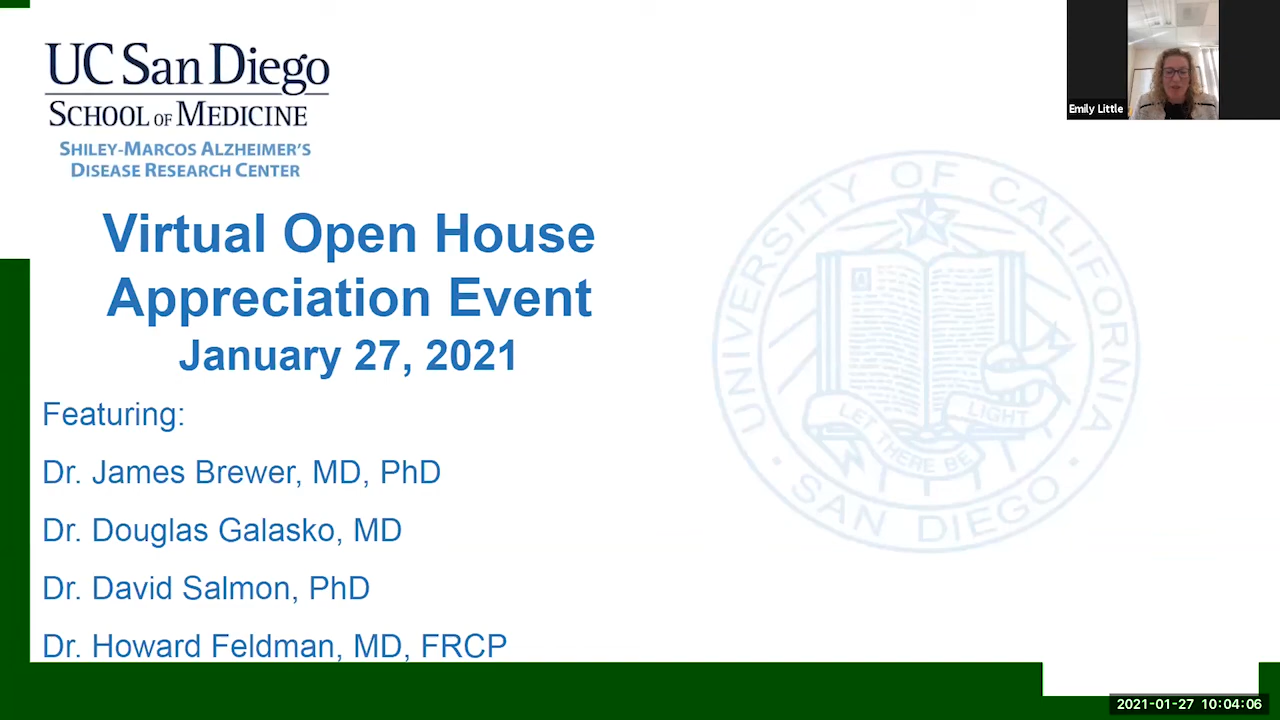 UC San Diego
SCHOOL OF MEDICINE
SHILEY-MARCOS ALZHEIMER'S
DISEASE RESEARCH CENTER
Emily Little
Virtual Open House
Appreciation Event
January 27, 2021
Featuring:
Dr. James Brewer, MD, PhD
Dr. Douglas Galasko, MD
Dr. David Salmon, PhD
Dr. Howard Feldman, MD, FRCP
UNIVERSITY OF CALIFORNIA
A
LET THERE BE LIGHT
SAN DIEGO
2021-01-27 10:04:06